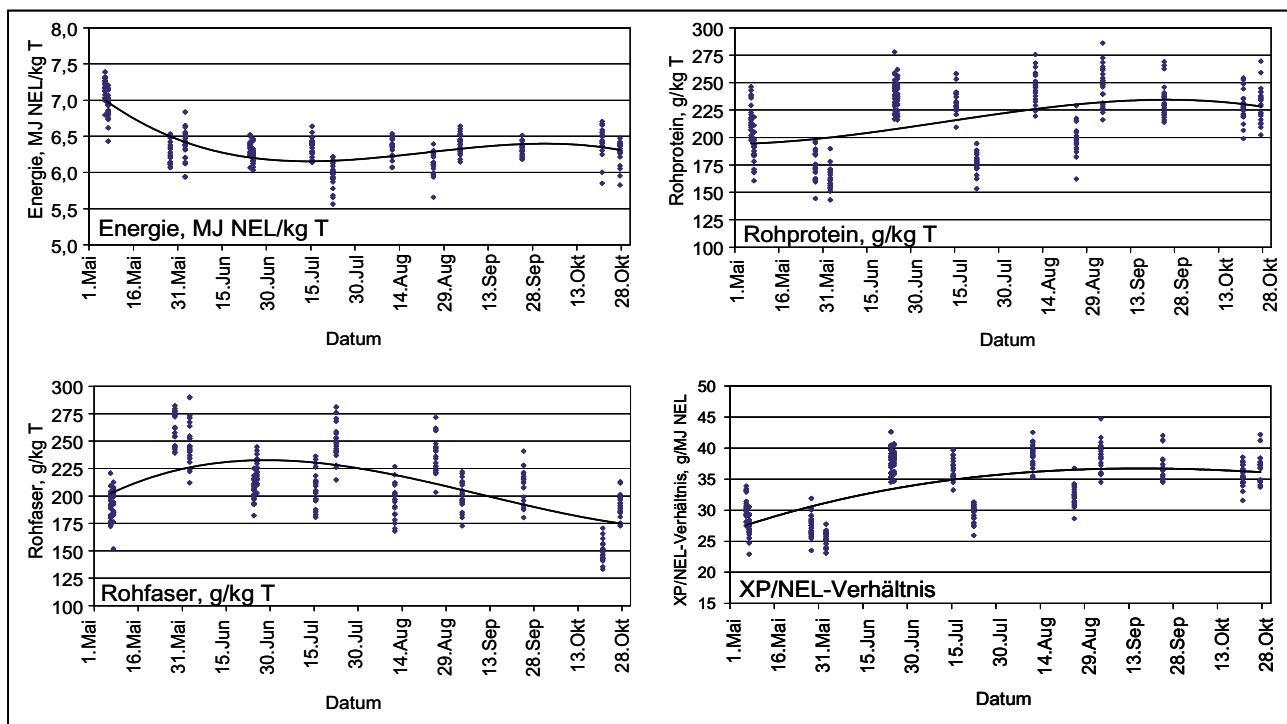 8,0
7,5
7,0
6,5
6,0
5,5
5,0
Energie, MJ NEL/kg T
Energie, MJ NEL/kg T
1.Mai
16.Mai
31.Mai
15.Jun
30.Jun
15.Jul
30.Jul
14.Aug
29.Aug
13.Sep
28.Sep
13.Okt
28.Okt
Datum
300
275
250
225
200
175
150
125
100
Rohprotein, g/kg T
Rohprotein, g/kg T
1.Mai
16.Mai
31.Mai
15.Jun
30.Jun
15.Jul
30.Jul
14.Aug
29.Aug
13.Sep
28.Sep
13.Okt
28.Okt
Datum
300
275
250
225
200
175
150
125
100
Rohfaser, g/kg T
Rohfaser, g/kg T
1.Mai
16.Mai
31.Mai
15.Jun
30.Jun
15.Jul
30.Jul
14.Aug
29.Aug
13.Sep
28.Sep
13.Okt
28.Okt
Datum
50
45
40
35
30
25
20
15
XP/NEL-Verhältnis, g/MJ NEL
XP/NEL-Verhältnis
1.Mai
16.Mai
31.Mai
15.Jun
30.Jun
15.Jul
30.Jul
14.Aug
29.Aug
13.Sep
28.Sep
13.Okt
28.Okt
Datum